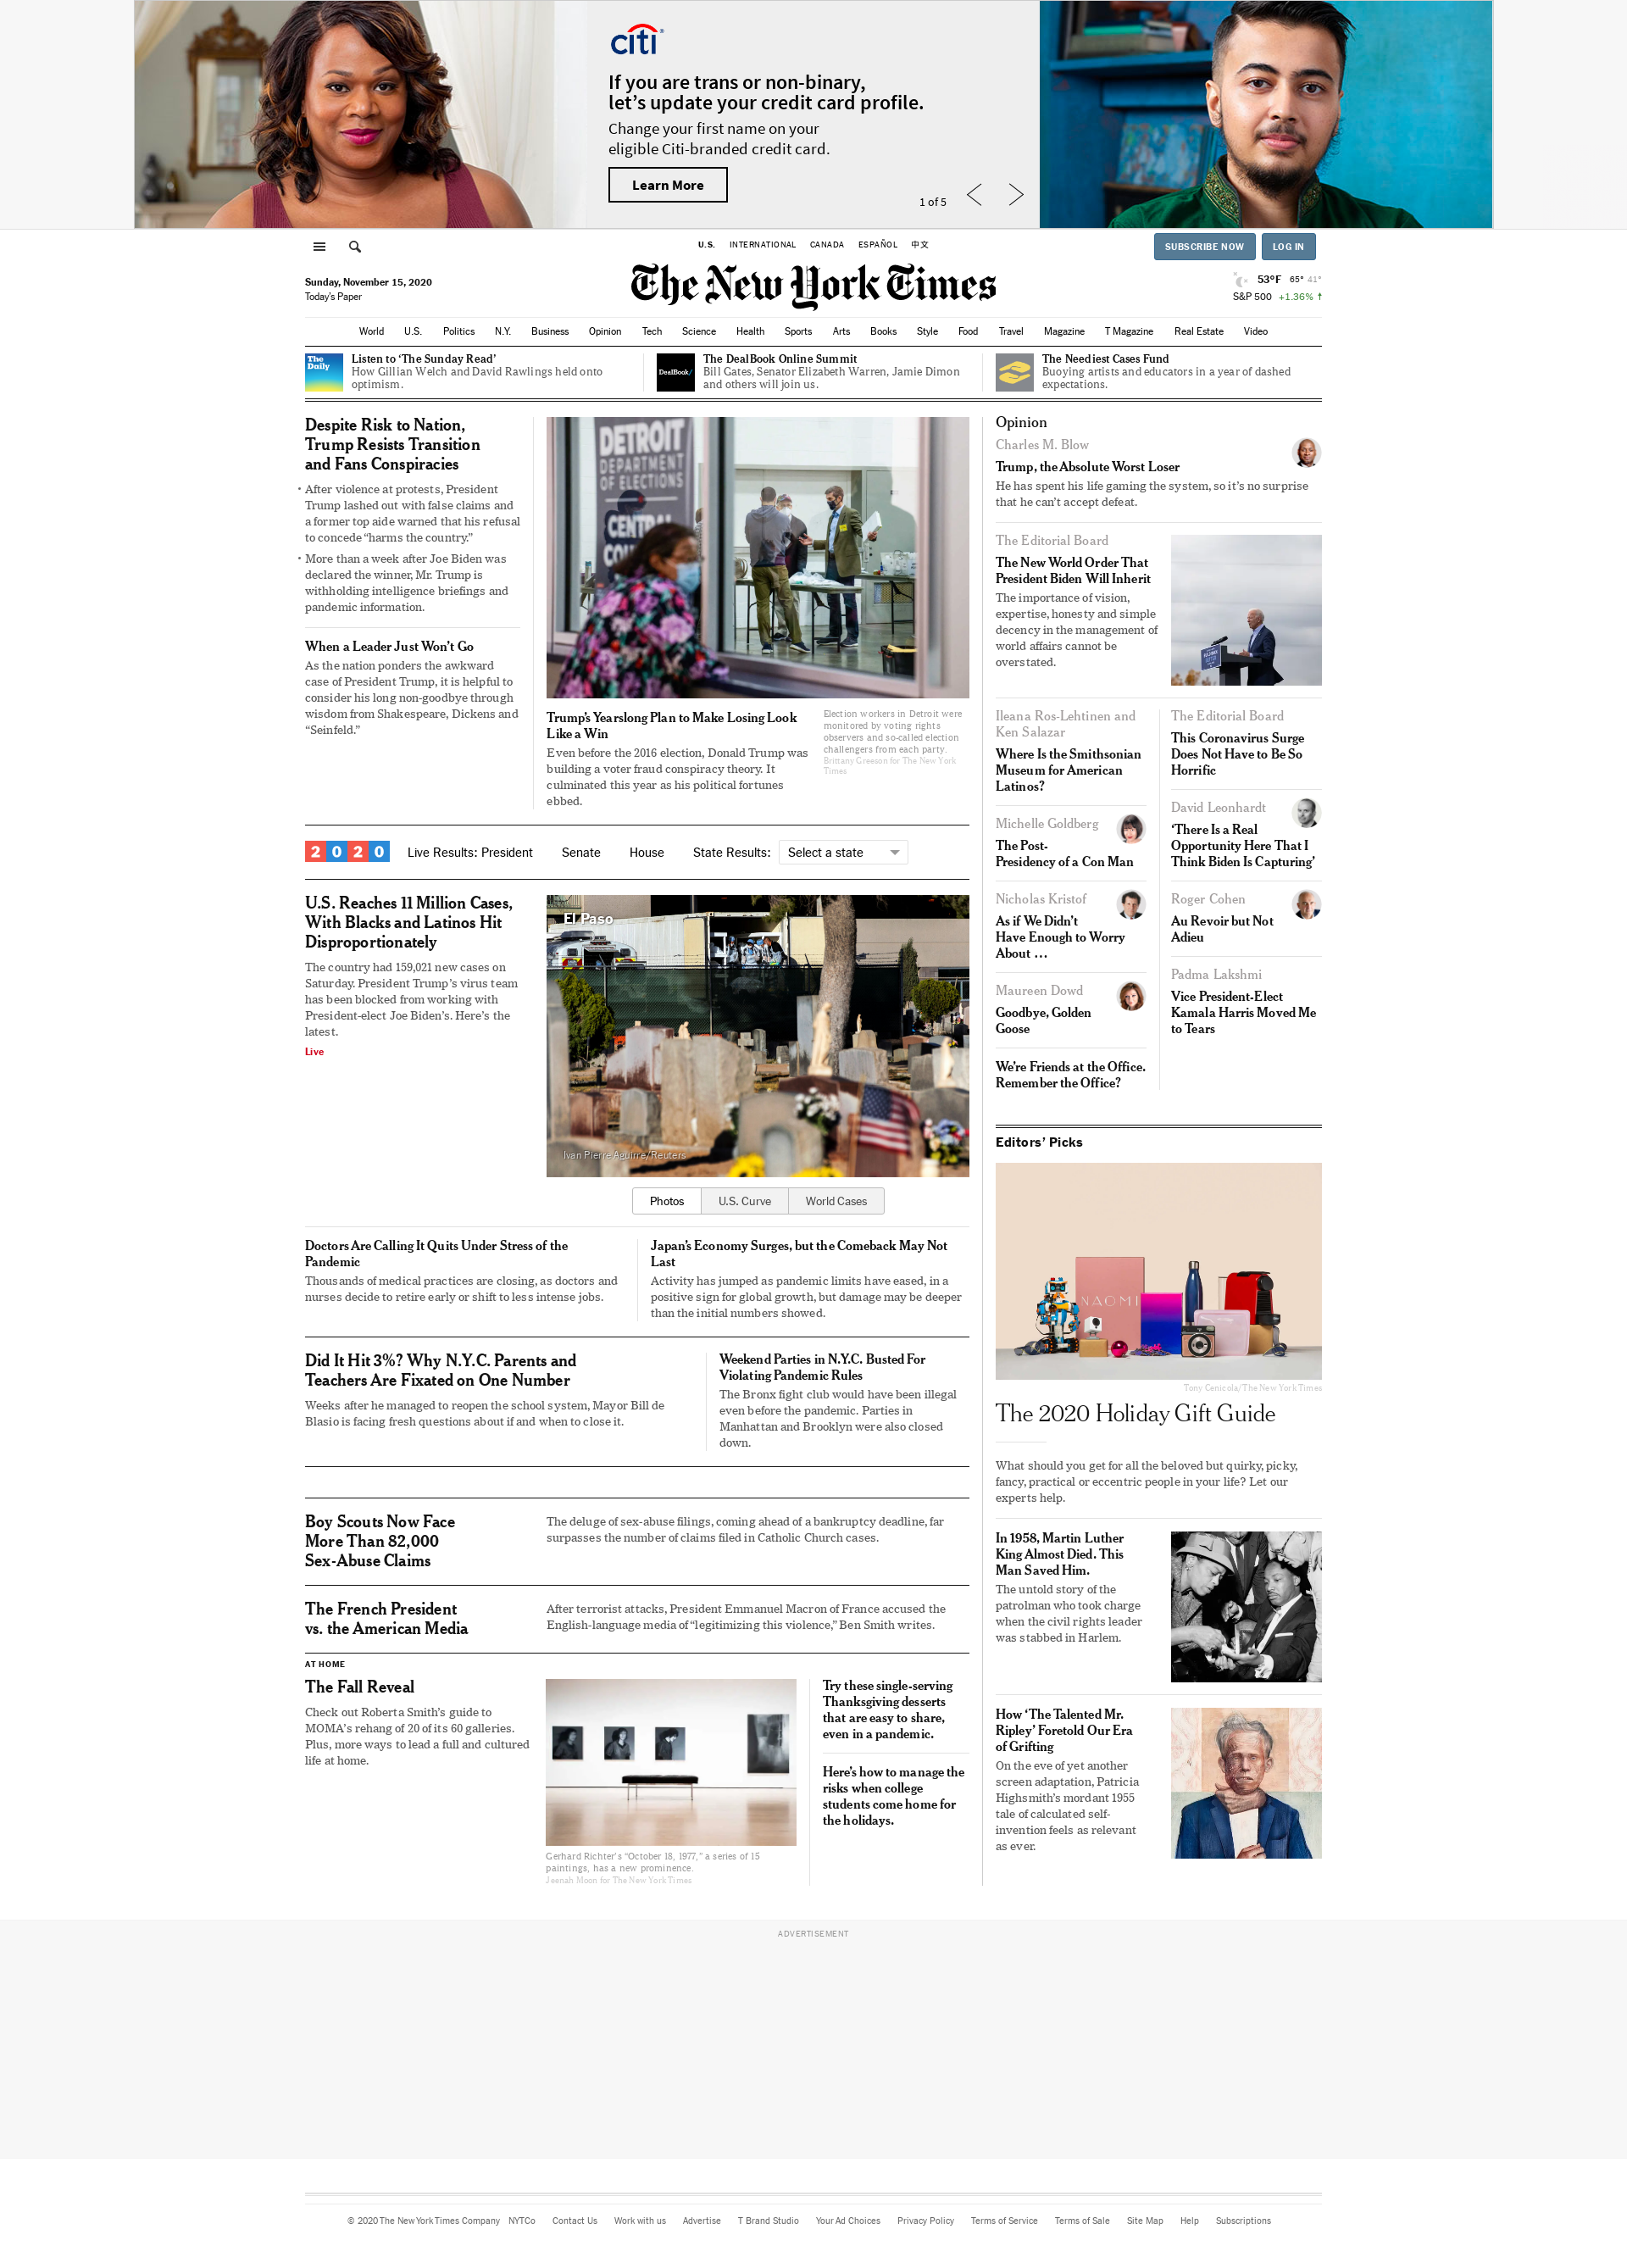 citi
If you are trans or non-binary,
let’s update your credit card profile.
Change your first name on your
eligible Citi-branded credit card.
Learn More
1 of 5
U.S. INTERNATIONAL CANADA ESPAÑOL 中文
SUBSCRIBE NOW LOG IN
Sunday, November 15, 2020
Today’s Paper
The New York Times
53°F 65° 41°
S&P 500 +1.36% ↑
World U.S. Politics N.Y. Business Opinion Tech Science Health Sports Arts Books Style Food Travel Magazine T Magazine Real Estate Video
The
Daily
Listen to ‘The Sunday Read’
How Gillian Welch and David Rawlings held onto
optimism.
DealBook/
The DealBook Online Summit
Bill Gates, Senator Elizabeth Warren, Jamie Dimon
and others will join us.
The Neediest Cases Fund
Buoying artists and educators in a year of dashed
expectations.
Despite Risk to Nation,
Trump Resists Transition
and Fans Conspiracies
• After violence at protests, President
Trump lashed out with false claims and
a former top aide warned that his refusal
to concede “harms the country.”
• More than a week after Joe Biden was
declared the winner, Mr. Trump is
withholding intelligence briefings and
pandemic information.
When a Leader Just Won’t Go
As the nation ponders the awkward
case of President Trump, it is helpful to
consider his long non-goodbye through
wisdom from Shakespeare, Dickens and
“Seinfeld.”
DETROIT
DEPARTMENT
OF ELECTIONS
CENTRAL
Trump’s Yearslong Plan to Make Losing Look
Like a Win
Even before the 2016 election, Donald Trump was
building a voter fraud conspiracy theory. It
culminated this year as his political fortunes
ebbed.
Election workers in Detroit were
monitored by voting rights
observers and so-called election
challengers from each party.
Brittany Greeson for The New York
Times
2020 Live Results: President Senate House State Results: Select a state
U.S. Reaches 11 Million Cases,
With Blacks and Latinos Hit
Disproportionately
The country had 159,021 new cases on
Saturday. President Trump’s virus team
has been blocked from working with
President-elect Joe Biden’s. Here’s the
latest.
Live
El Paso
Ivan Pierre Aguirre/Reuters
Photos U.S. Curve World Cases
Doctors Are Calling It Quits Under Stress of the
Pandemic
Thousands of medical practices are closing, as doctors and
nurses decide to retire early or shift to less intense jobs.
Japan’s Economy Surges, but the Comeback May Not
Last
Activity has jumped as pandemic limits have eased, in a
positive sign for global growth, but damage may be deeper
than the initial numbers showed.
Did It Hit 3%? Why N.Y.C. Parents and
Teachers Are Fixated on One Number
Weeks after he managed to reopen the school system, Mayor Bill de
Blasio is facing fresh questions about if and when to close it.
Weekend Parties in N.Y.C. Busted For
Violating Pandemic Rules
The Bronx fight club would have been illegal
even before the pandemic. Parties in
Manhattan and Brooklyn were also closed
down.
Boy Scouts Now Face
More Than 82,000
Sex-Abuse Claims
The deluge of sex-abuse filings, coming ahead of a bankruptcy deadline, far
surpasses the number of claims filed in Catholic Church cases.
The French President
vs. the American Media
After terrorist attacks, President Emmanuel Macron of France accused the
English-language media of “legitimizing this violence,” Ben Smith writes.
AT HOME
The Fall Reveal
Check out Roberta Smith’s guide to
MOMA’s rehang of 20 of its 60 galleries.
Plus, more ways to lead a full and cultured
life at home.
Gerhard Richter’s “October 18, 1977,” a series of 15
paintings, has a new prominence.
Jeenah Moon for The New York Times
Try these single-serving
Thanksgiving desserts
that are easy to share,
even in a pandemic.
Here’s how to manage the
risks when college
students come home for
the holidays.
Opinion
Charles M. Blow
Trump, the Absolute Worst Loser
He has spent his life gaming the system, so it’s no surprise
that he can’t accept defeat.
The Editorial Board
The New World Order That
President Biden Will Inherit
The importance of vision,
expertise, honesty and simple
decency in the management of
world affairs cannot be
overstated.
Ileana Ros-Lehtinen and
Ken Salazar
Where Is the Smithsonian
Museum for American
Latinos?
Michelle Goldberg
The Post-
Presidency of a Con Man
Nicholas Kristof
As if We Didn’t
Have Enough to Worry
About …
Maureen Dowd
Goodbye, Golden
Goose
We’re Friends at the Office.
Remember the Office?
The Editorial Board
This Coronavirus Surge
Does Not Have to Be So
Horrific
David Leonhardt
‘There Is a Real
Opportunity Here That I
Think Biden Is Capturing’
Roger Cohen
Au Revoir but Not
Adieu
Padma Lakshmi
Vice President-Elect
Kamala Harris Moved Me
to Tears
Editors’ Picks
NAOMI
Tony Cenicola/The New York Times
The 2020 Holiday Gift Guide
What should you get for all the beloved but quirky, picky,
fancy, practical or eccentric people in your life? Let our
experts help.
In 1958, Martin Luther
King Almost Died. This
Man Saved Him.
The untold story of the
patrolman who took charge
when the civil rights leader
was stabbed in Harlem.
How ‘The Talented Mr.
Ripley’ Foretold Our Era
of Grifting
On the eve of yet another
screen adaptation, Patricia
Highsmith’s mordant 1955
tale of calculated self-
invention feels as relevant
as ever.
ADVERTISEMENT
© 2020 The New York Times Company NYTCo Contact Us Work with us Advertise T Brand Studio Your Ad Choices Privacy Policy Terms of Service Terms of Sale Site Map Help Subscriptions